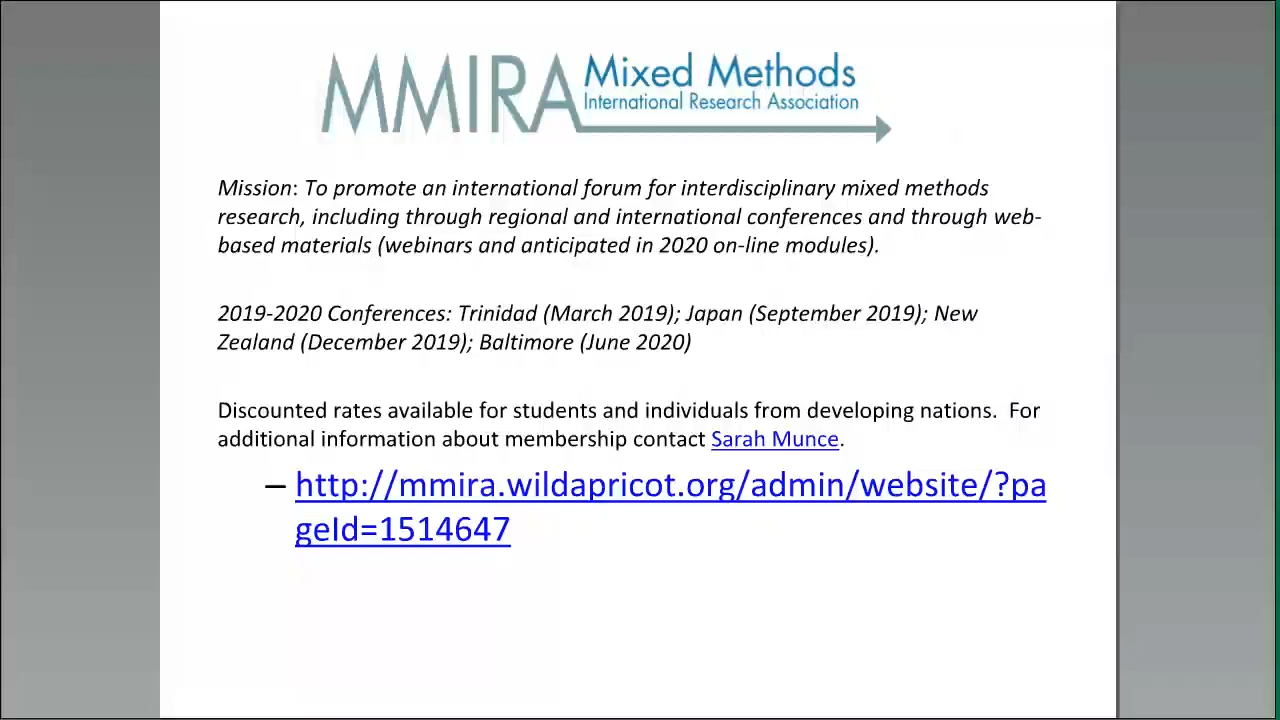 MMIRA Mixed Methods
International Research Association
Mission: To promote an international forum for interdisciplinary mixed methods
research, including through regional and international conferences and through web-
based materials (webinars and anticipated in 2020 on-line modules).
2019-2020 Conferences: Trinidad (March 2019); Japan (September 2019); New
Zealand (December 2019); Baltimore (June 2020)
Discounted rates available for students and individuals from developing nations.  For
additional information about membership contact Sarah Munce.
– http://mmira.wildapricot.org/admin/website/?pa
geId=1514647